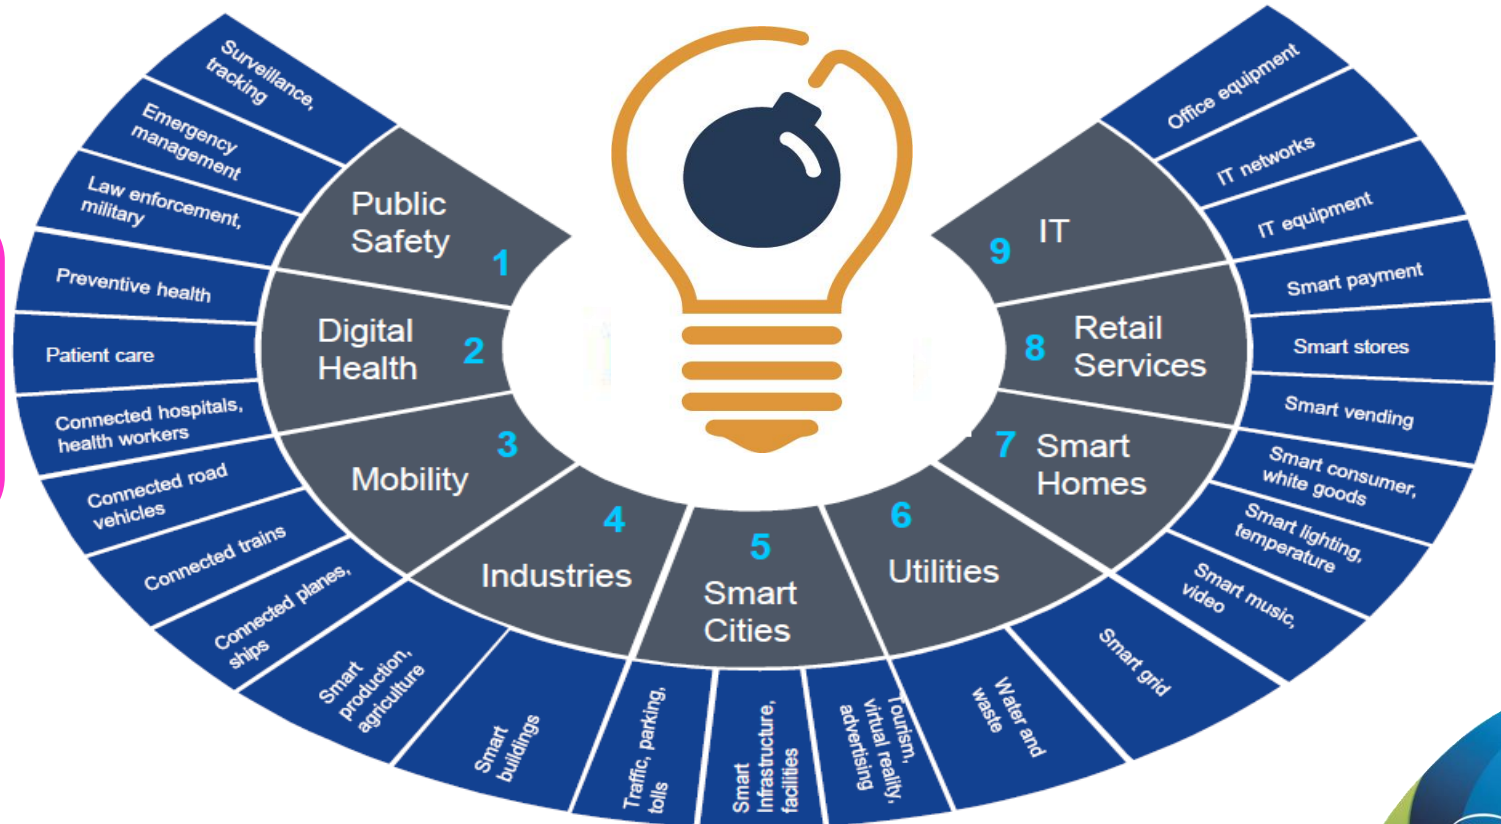 Surveillance,
tracking
Emergency
management
Law enforcement,
military
Public
Safety
1
Preventive health
Patient care
Connected hospitals,
health workers
Digital
Health
2
Connected road
vehicles
Connected trains
Connected planes,
ships
Mobility
3
Smart
production,
agriculture
Smart
buildings
Industries
4
Traffic, parking,
tolls
Smart
Infrastructure,
facilities
Tourism,
virtual reality,
advertising
5
Smart
Cities
Water and
waste
Smart grid
6
Utilities
Smart consumer,
white goods
Smart lighting,
temperature
Smart music,
video
7
Smart
Homes
Smart payment
Smart stores
Smart vending
8
Retail
Services
Office equipment
IT networks
IT equipment
9
IT